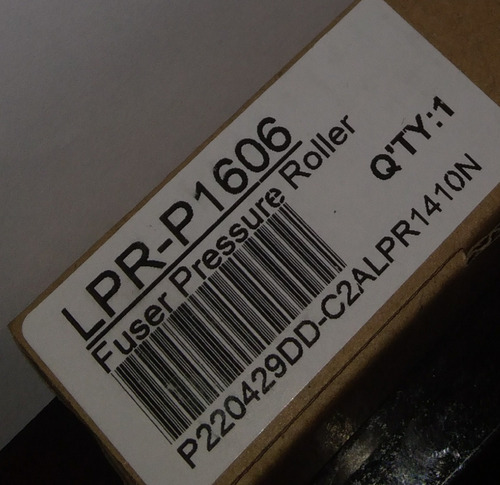 LPR-P1606
Fuser Pressure Roller
Q'TY:1
P220429DD-C2ALPR1410N